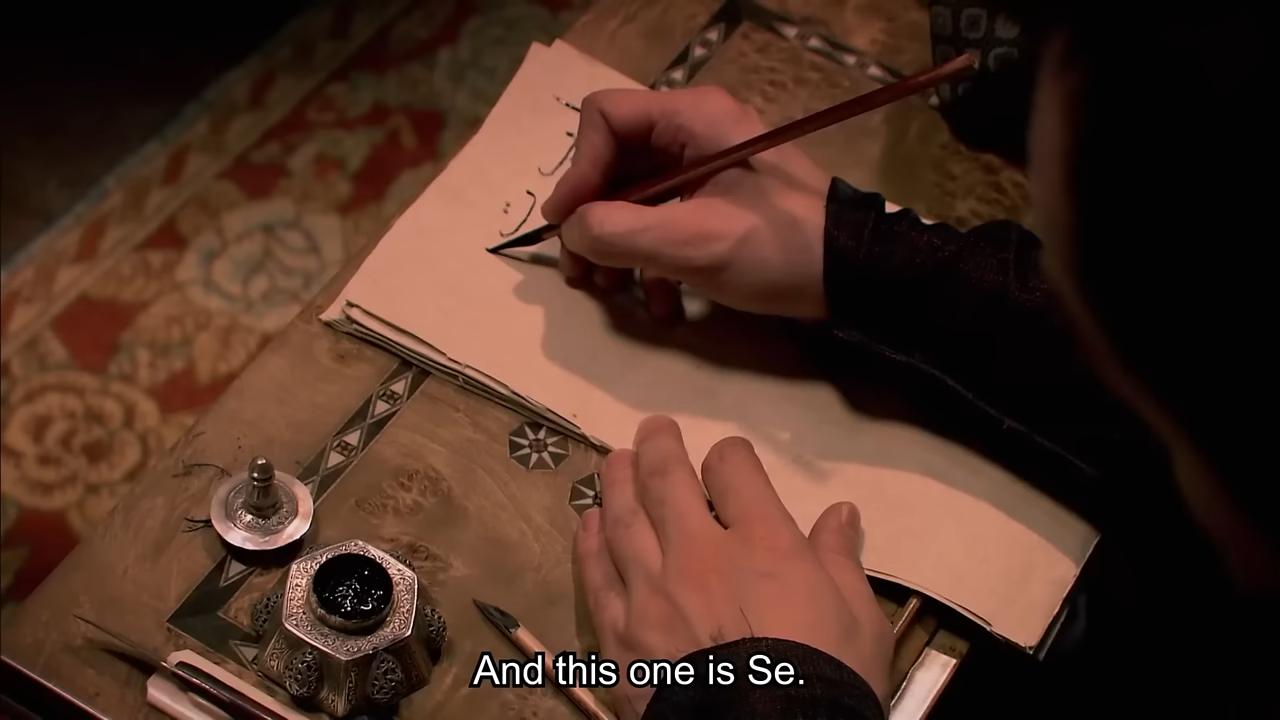 ت
And this one is Se.